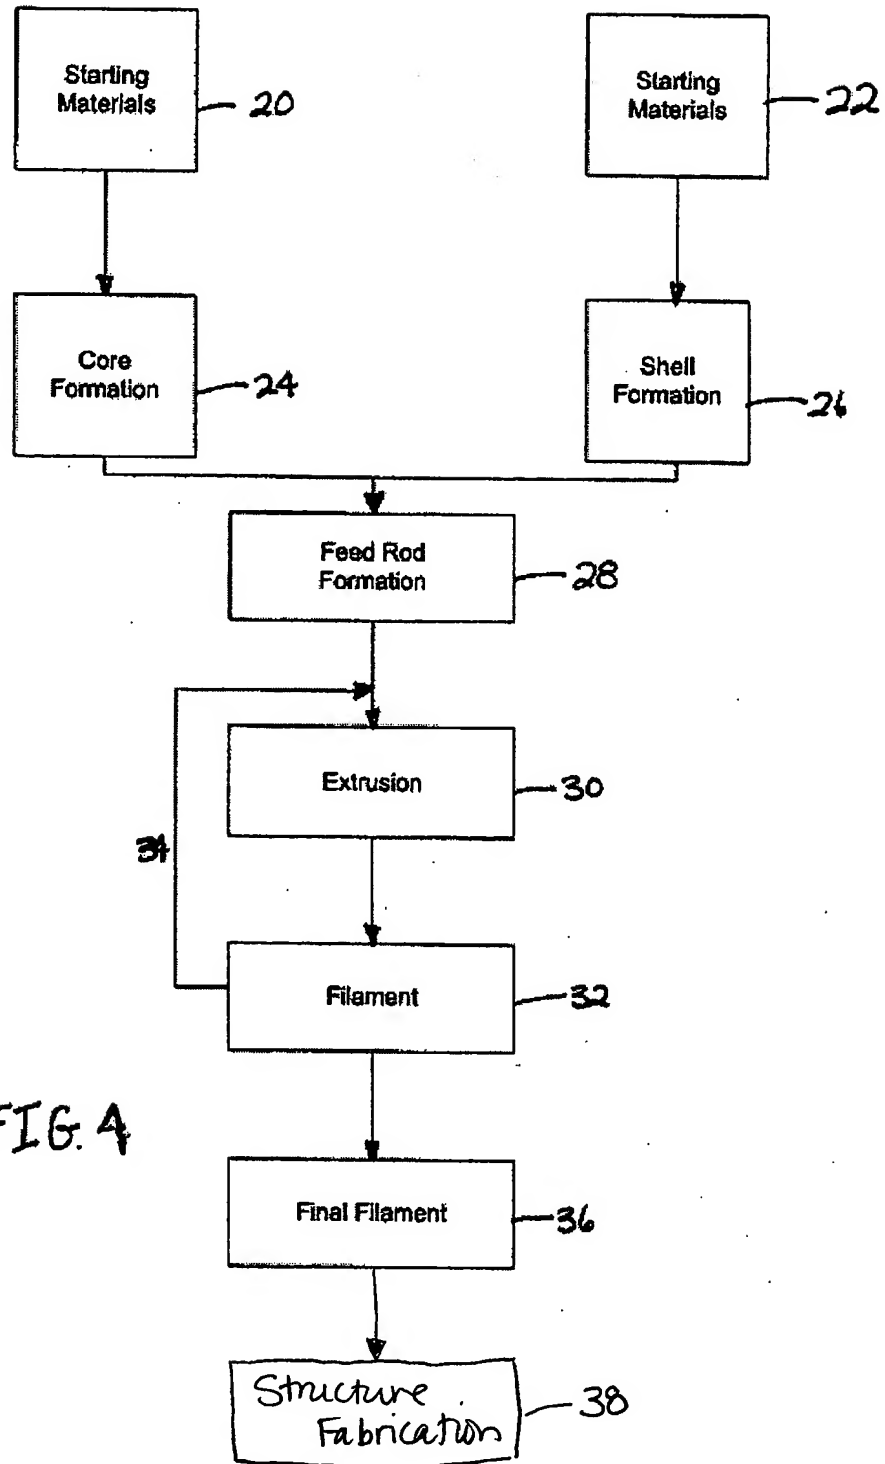 Starting
Materials
20
Starting
Materials
22
Core
Formation
24
Shell
Formation
26
Feed Rod
Formation
28
Extrusion
30
34
Filament
32
FIG. 4
Final Filament
36
Structure
Fabrication
38